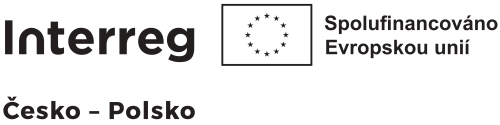 Interreg
Spolufinancováno
Evropskou unií
Česko – Polsko